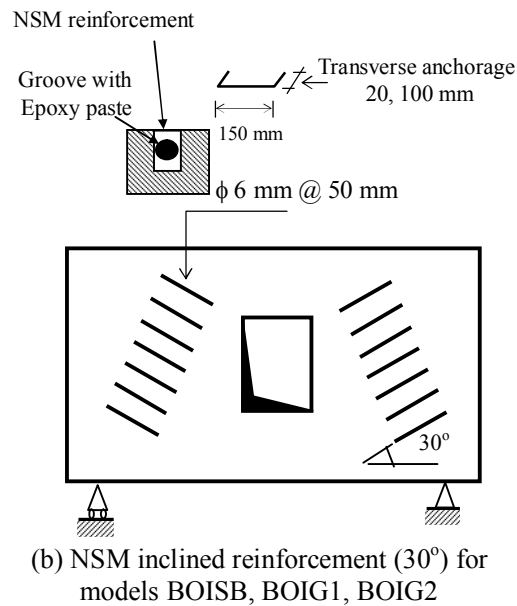 NSM reinforcement
Groove with
Epoxy paste
Transverse anchorage
20, 100 mm
150 mm
ϕ 6 mm @ 50 mm
30°
(b) NSM inclined reinforcement (30°) for
models BOISB, BOIG1, BOIG2